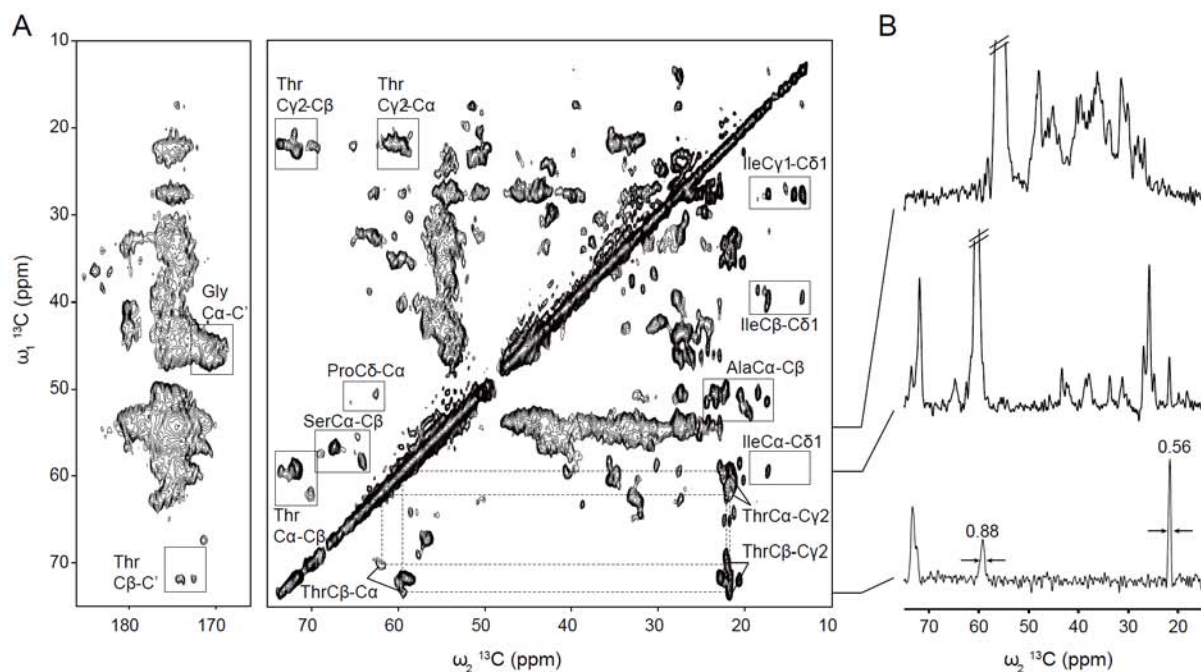 A
B
10
20
30
40
50
60
70
ω₁ ¹³C (ppm)
Thr
Cγ2-Cβ
Thr
Cγ2-Cα
IleCγ1-Cδ1
IleCβ-Cδ1
Gly
Cα-C'
ProCδ-Cα
AlaCα-Cβ
SerCα-Cβ
IleCα-Cδ1
Thr
Cα-Cβ
ThrCα-Cγ2
ThrCβ-Cγ2
Thr
Cβ-C'
ThrCβ-Cα
0.56
0.88
180 170
70 60 50 40 30 20 10
70 60 50 40 30 20
ω₂ ¹³C (ppm)
ω₂ ¹³C (ppm)